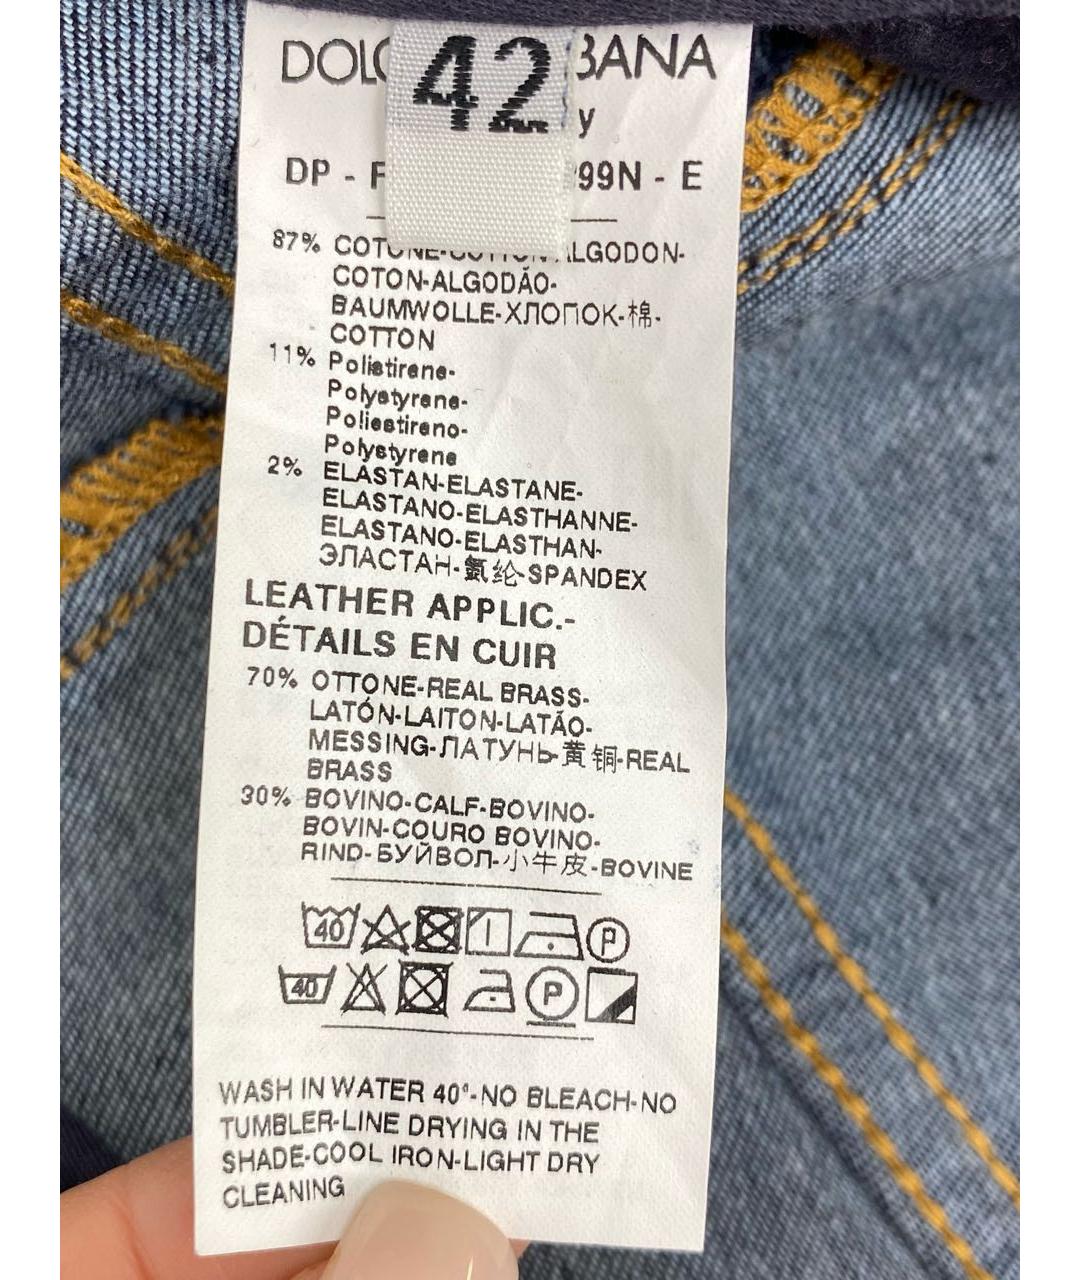 42
99N - E
87% COTONE-COTTON-ALGODON-
COTON-ALGODÃO-
BAUMWOLLE-ХЛОПОК-棉-
COTTON
11% Polistirene-
Polystyrene-
Poliestireno-
Polystyrene
2% ELASTAN-ELASTANE-
ELASTANO-ELASTHANNE-
ELASTANO-ELASTHAN-
ЭЛАСТАН-氨纶-SPANDEX
LEATHER APPLIC.-
DÉTAILS EN CUIR
70% OTTONE-REAL BRASS-
LATÓN-LAITON-LATÃO-
MESSING-ЛАТУНЬ-黄铜-REAL
BRASS
30% BOVINO-CALF-BOVINO-
BOVIN-COURO BOVINO-
RIND-БУЙВОЛ-小牛皮-BOVINE
40 P
40 P
WASH IN WATER 40°-NO BLEACH-NO
TUMBLER-LINE DRYING IN THE
SHADE-COOL IRON-LIGHT DRY
CLEANING